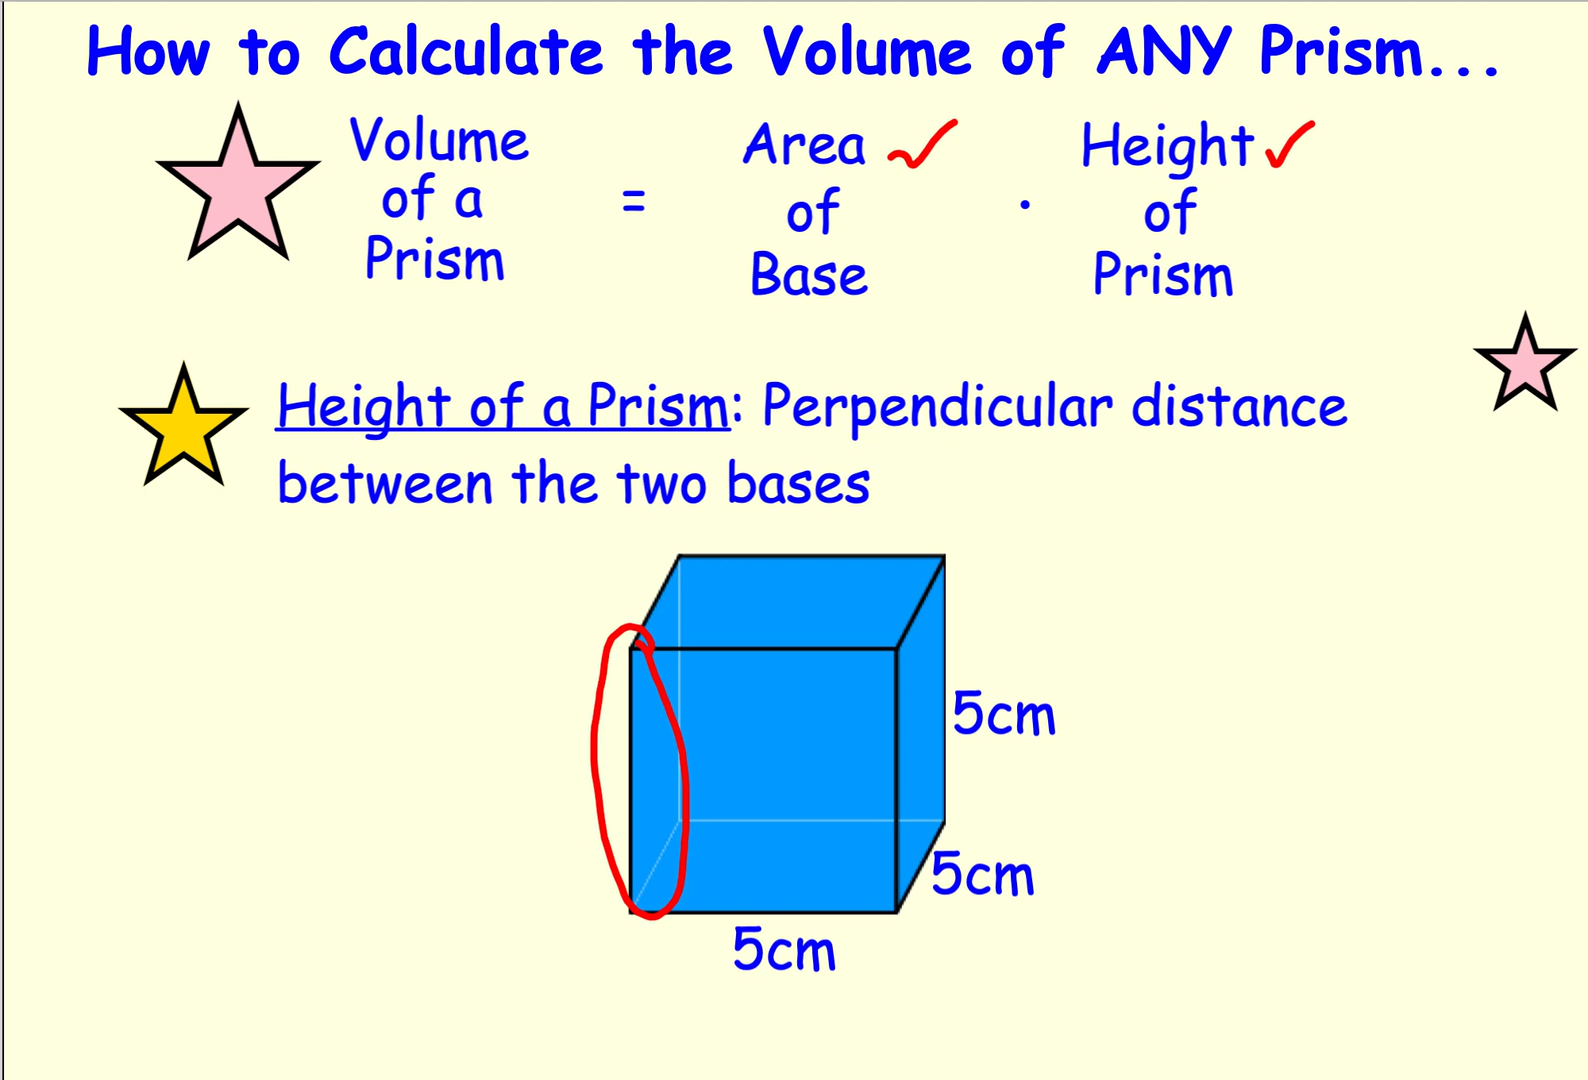 How to Calculate the Volume of ANY Prism...
Volume
of a
Prism
=
Area
of
Base
·
Height
of
Prism
Height of a Prism: Perpendicular distance
between the two bases
5cm
5cm
5cm